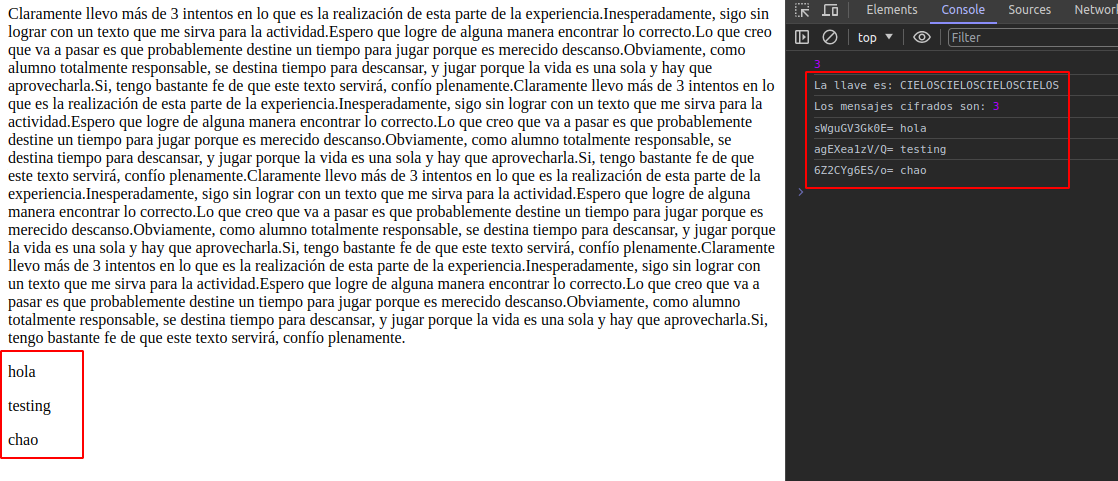 Claramente llevo más de 3 intentos en lo que es la realización de esta parte de la experiencia.Inesperadamente, sigo sin
lograr con un texto que me sirva para la actividad.Espero que logre de alguna manera encontrar lo correcto.Lo que creo
que va a pasar es que probablemente destine un tiempo para jugar porque es merecido descanso.Obviamente, como
alumno totalmente responsable, se destina tiempo para descansar, y jugar porque la vida es una sola y hay que
aprovecharla.Si, tengo bastante fe de que este texto servirá, confío plenamente.Claramente llevo más de 3 intentos en lo
que es la realización de esta parte de la experiencia.Inesperadamente, sigo sin lograr con un texto que me sirva para la
actividad.Espero que logre de alguna manera encontrar lo correcto.Lo que creo que va a pasar es que probablemente
destine un tiempo para jugar porque es merecido descanso.Obviamente, como alumno totalmente responsable, se
destina tiempo para descansar, y jugar porque la vida es una sola y hay que aprovecharla.Si, tengo bastante fe de que
este texto servirá, confío plenamente.Claramente llevo más de 3 intentos en lo que es la realización de esta parte de la
experiencia.Inesperadamente, sigo sin lograr con un texto que me sirva para la actividad.Espero que logre de alguna
manera encontrar lo correcto.Lo que creo que va a pasar es que probablemente destine un tiempo para jugar porque es
merecido descanso.Obviamente, como alumno totalmente responsable, se destina tiempo para descansar, y jugar porque
la vida es una sola y hay que aprovecharla.Si, tengo bastante fe de que este texto servirá, confío plenamente.Claramente
llevo más de 3 intentos en lo que es la realización de esta parte de la experiencia.Inesperadamente, sigo sin lograr con
un texto que me sirva para la actividad.Espero que logre de alguna manera encontrar lo correcto.Lo que creo que va a
pasar es que probablemente destine un tiempo para jugar porque es merecido descanso.Obviamente, como alumno
totalmente responsable, se destina tiempo para descansar, y jugar porque la vida es una sola y hay que aprovecharla.Si,
tengo bastante fe de que este texto servirá, confío plenamente.
hola
testing
chao
Elements Console Sources Networ
top Filter
3
La llave es: CIELOSCIELOSCIELOSCIELOS
Los mensajes cifrados son: 3
sWguGV3Gk0E= hola
agEXea1zV/Q= testing
6Z2CYg6ES/o= chao